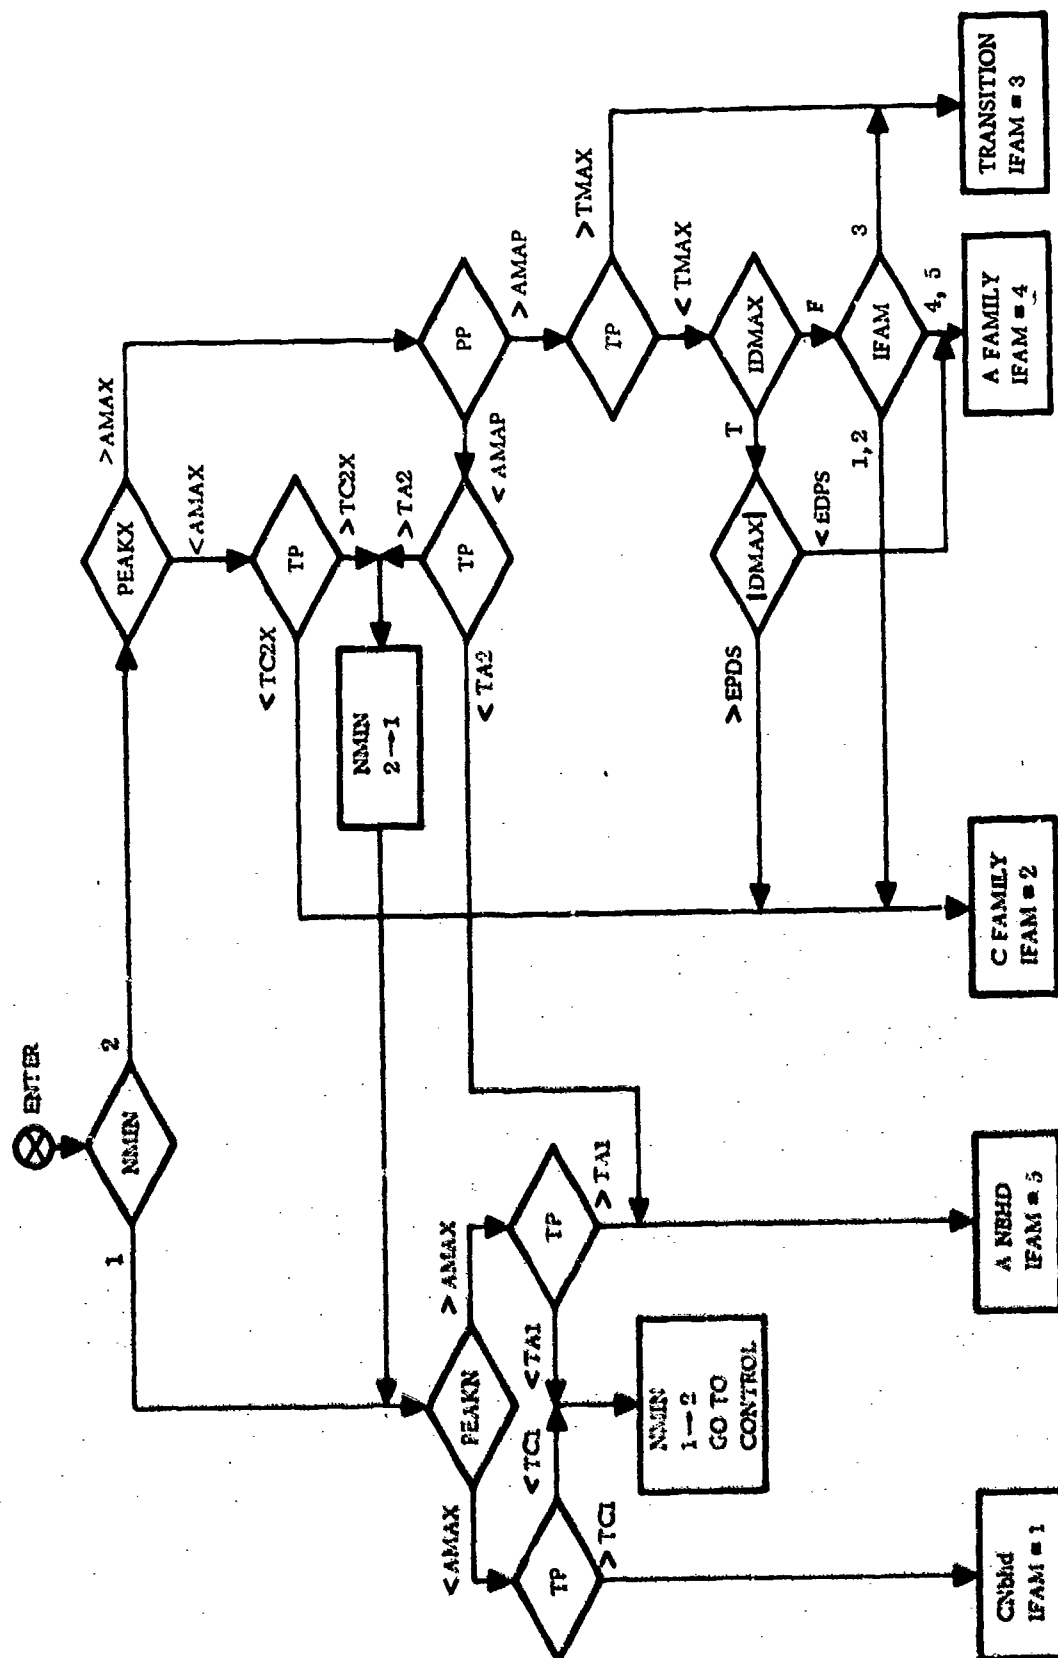 ENTER
NMIN
1
2
PEAKX
>AMAX
<AMAX
TP
<TC2X
>TC2X
NMIN
2→1
>TA2
TP
<TA2
PP
<AMAP
>AMAP
TP
>TMAX
<TMAX
IDMAX
T
F
|DMAX|
>EPDS
<EDPS
IFAM
1,2
3
4, 5
PEAKN
<AMAX
>AMAX
TP
<TC1
>TC1
TP
<TA1
>TA1
NMIN
1→2
GO TO
CONTROL
CNbhd
IFAM = 1
A NBHD
IFAM = 5
C FAMILY
IFAM = 2
A FAMILY
IFAM = 4
TRANSITION
IFAM = 3